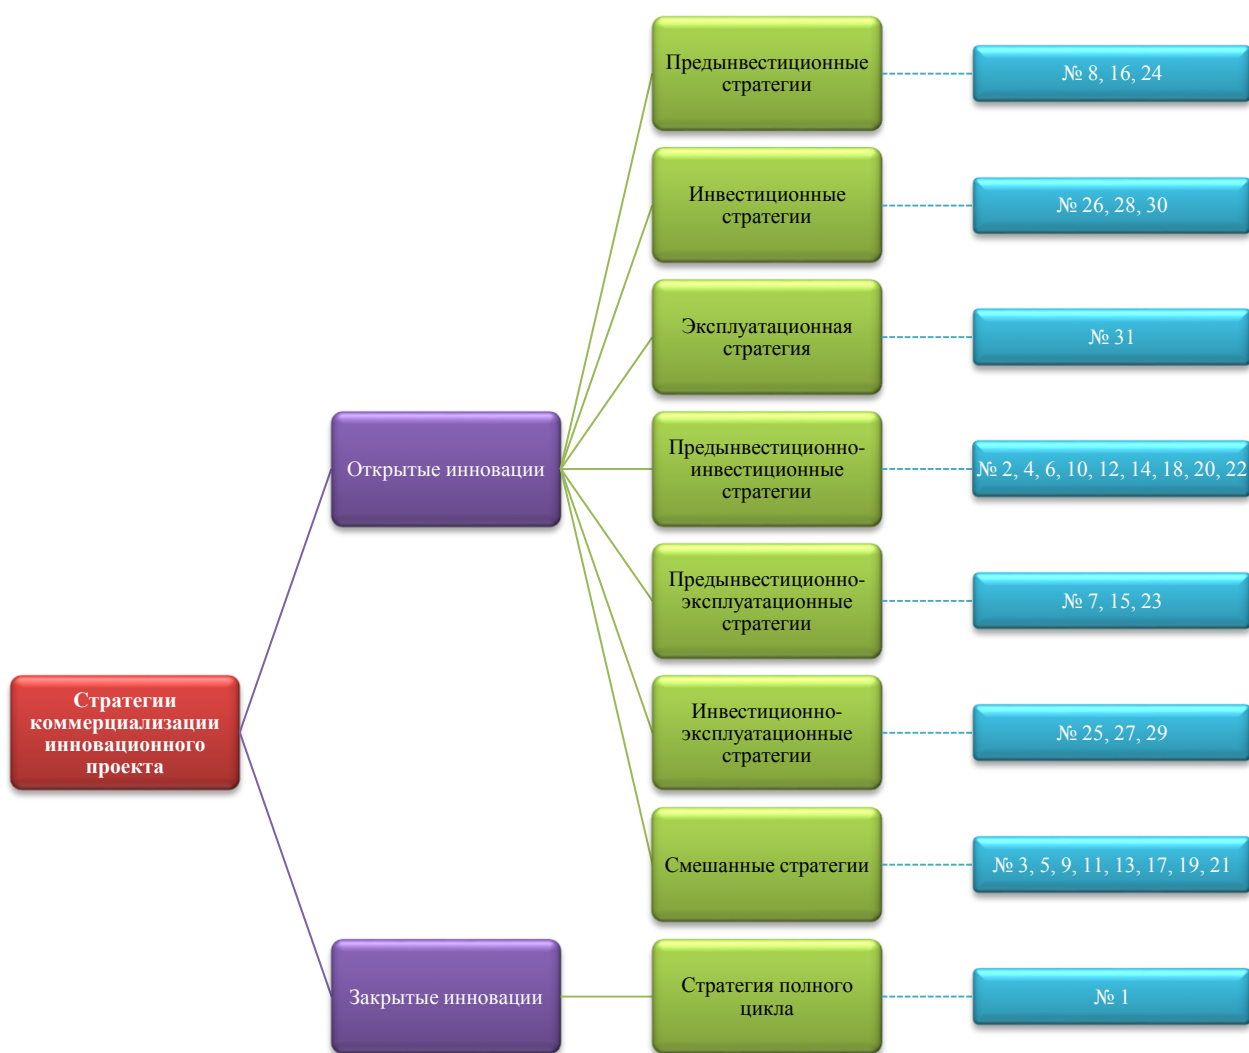 Предынвестиционные
стратегии
№ 8, 16, 24
Инвестиционные
стратегии
№ 26, 28, 30
Эксплуатационная
стратегия
№ 31
Открытые инновации
Предынвестиционно-
инвестиционные
стратегии
№ 2, 4, 6, 10, 12, 14, 18, 20, 22
Предынвестиционно-
эксплуатационные
стратегии
№ 7, 15, 23
Стратегии
коммерциализации
инновационного
проекта
Инвестиционно-
эксплуатационные
стратегии
№ 25, 27, 29
Смешанные стратегии
№ 3, 5, 9, 11, 13, 17, 19, 21
Закрытые инновации
Стратегия полного
цикла
№ 1